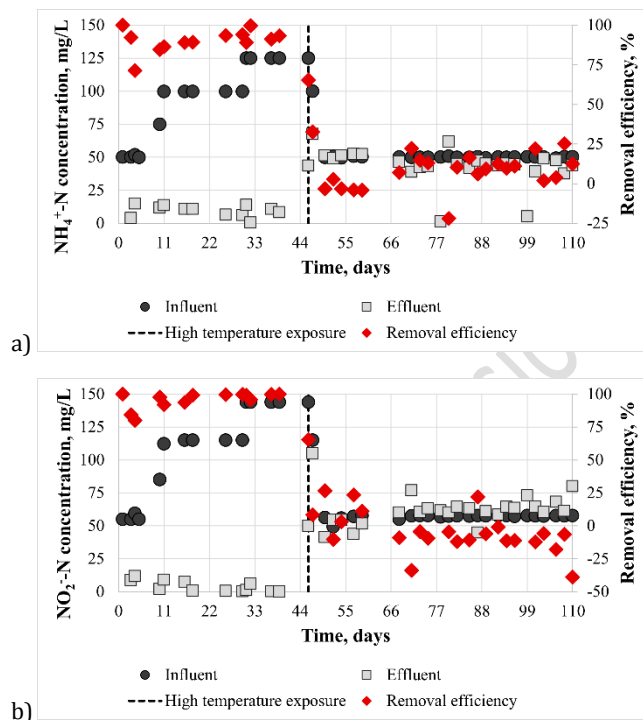 a)
NH₄⁺-N concentration, mg/L
150
125
100
75
50
25
0
100
75
50
25
0
-25
Removal efficiency, %
0 11 22 33 44 55 66 77 88 99 110
Time, days
Influent Effluent
High temperature exposure Removal efficiency
b)
NO₂⁻-N concentration, mg/L
150
125
100
75
50
25
0
100
75
50
25
0
-25
-50
Removal efficiency, %
0 11 22 33 44 55 66 77 88 99 110
Time, days
Influent Effluent
High temperature exposure Removal efficiency